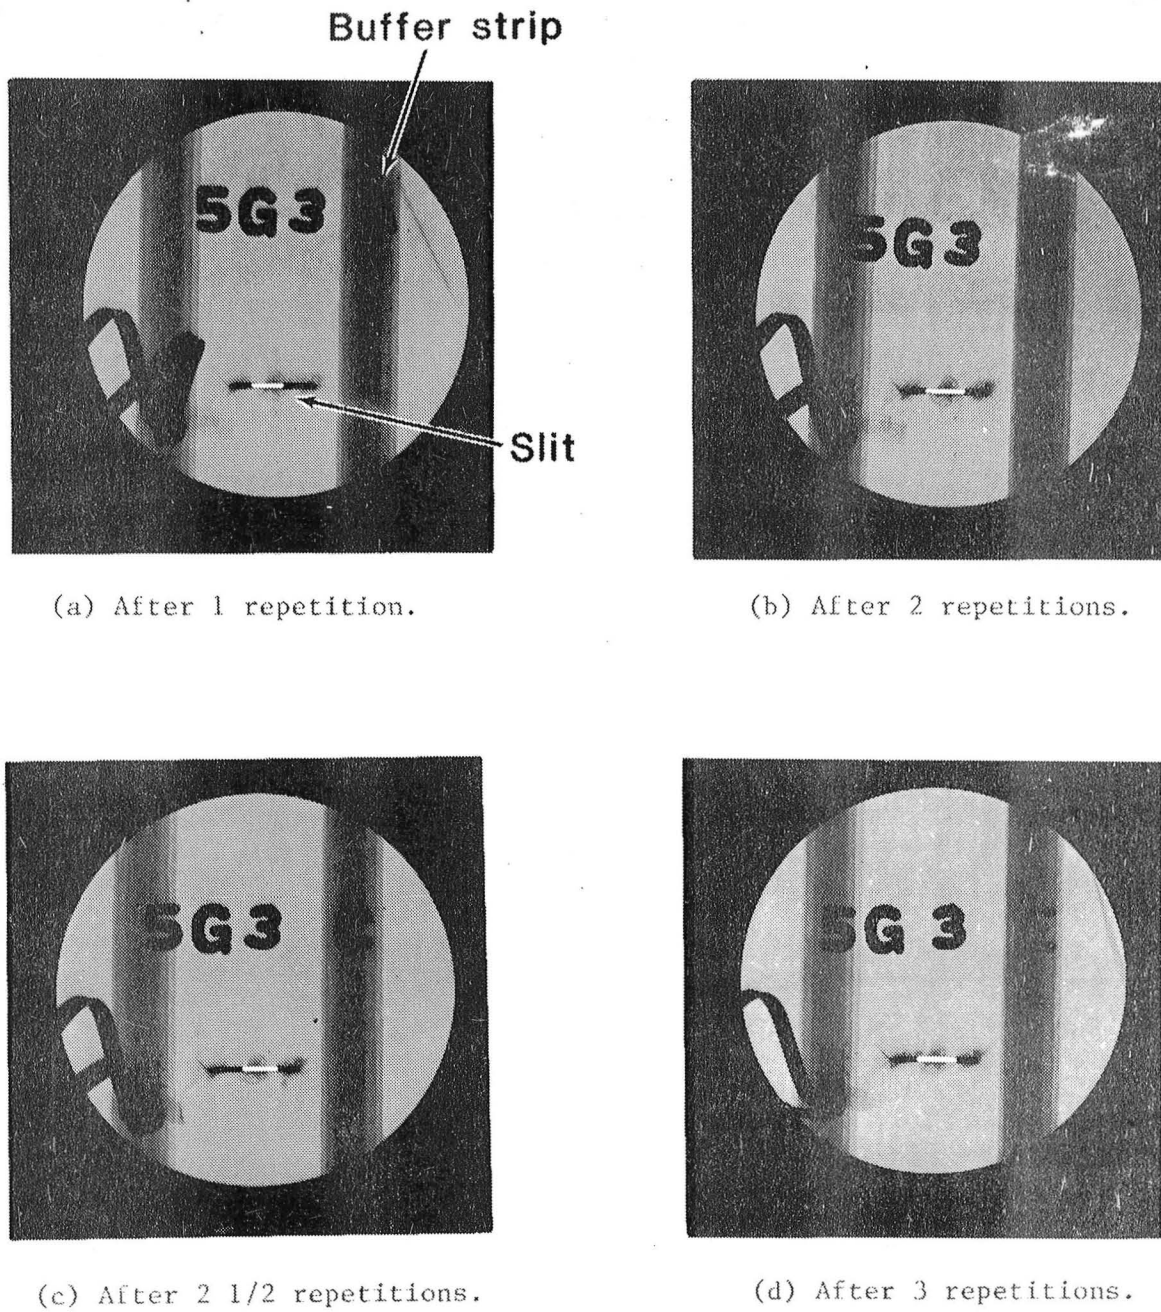 Buffer strip
5G3
5G3
Slit
(a) After 1 repetition.
(b) After 2 repetitions.
5G3
5G3
(c) After 2 1/2 repetitions.
(d) After 3 repetitions.